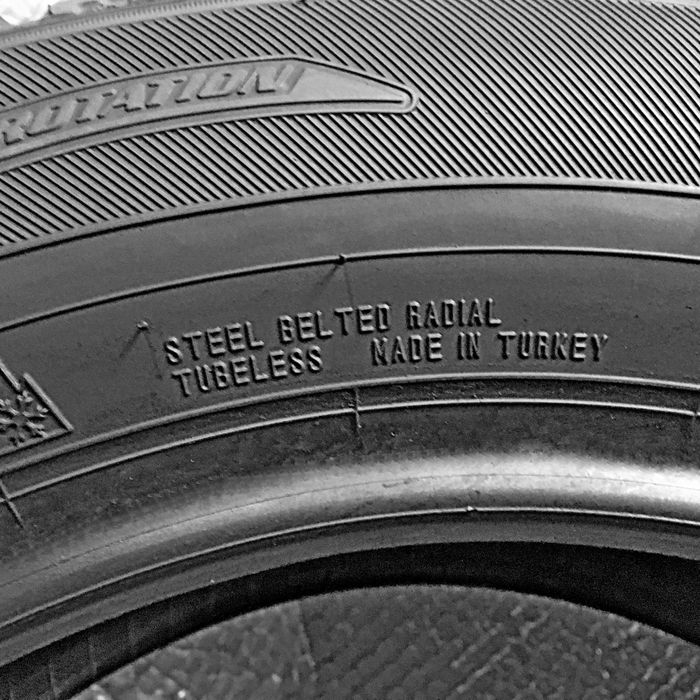 ROTATION
STEEL BELTED RADIAL
TUBELESS MADE IN TURKEY